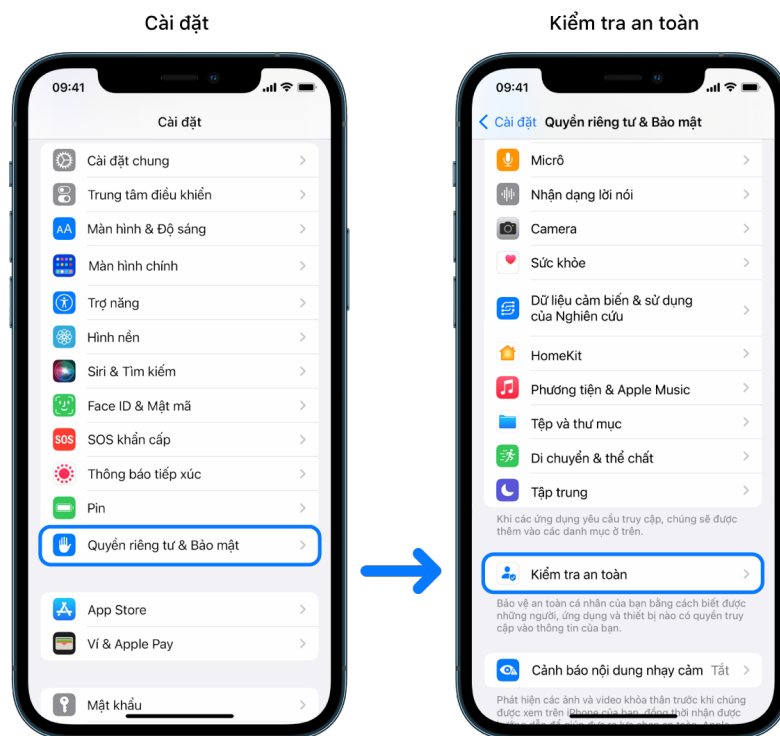 Cài đặt
09:41
Cài đặt
Cài đặt chung
Trung tâm điều khiển
AA Màn hình & Độ sáng
Màn hình chính
Trợ năng
Hình nền
Siri & Tìm kiếm
Face ID & Mật mã
SOS SOS khẩn cấp
Thông báo tiếp xúc
Pin
Quyền riêng tư & Bảo mật
App Store
Ví & Apple Pay
Mật khẩu
Kiểm tra an toàn
09:41
Cài đặt Quyền riêng tư & Bảo mật
Micrô
Nhận dạng lời nói
Camera
Sức khỏe
Dữ liệu cảm biến & sử dụng
của Nghiên cứu
HomeKit
Phương tiện & Apple Music
Tệp và thư mục
Di chuyển & thể chất
Tập trung
Khi các ứng dụng yêu cầu truy cập, chúng sẽ được
thêm vào các danh mục ở trên.
Kiểm tra an toàn
Bảo vệ an toàn cá nhân của bạn bằng cách biết được
những người, ứng dụng và thiết bị nào có quyền truy
cập vào thông tin của bạn.
Cảnh báo nội dung nhạy cảm Tắt
Phát hiện các ảnh và video khỏa thân trước khi chúng
được xem trên iPhone của bạn, đồng thời nhận được